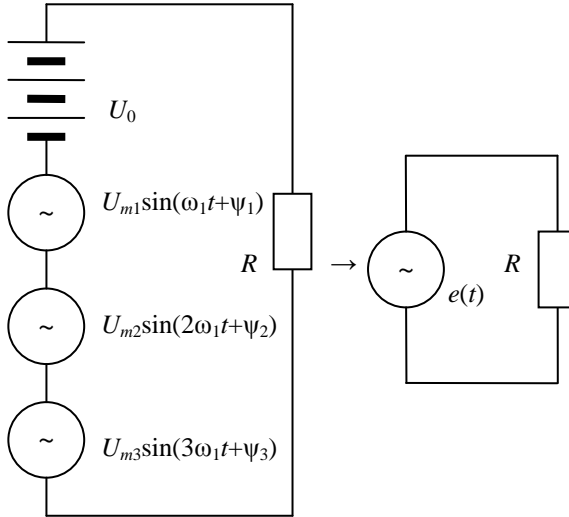 U₀
~
Uₘ₁sin(ω₁t+ψ₁)
R
→
~
e(t)
R
~
Uₘ₂sin(2ω₁t+ψ₂)
~
Uₘ₃sin(3ω₁t+ψ₃)